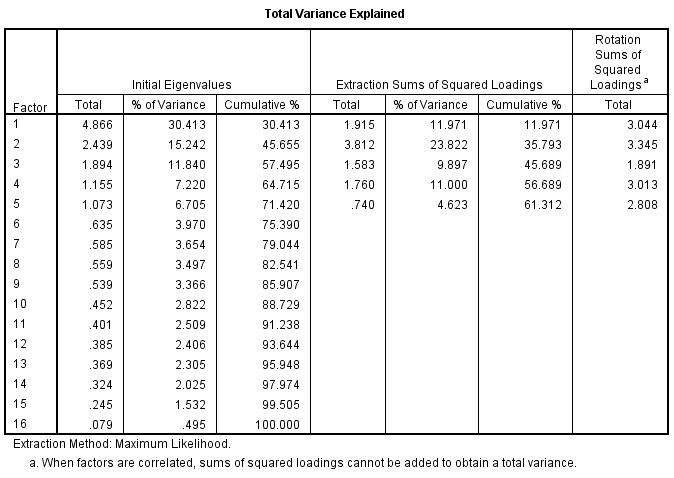 Total Variance Explained
Factor Initial Eigenvalues Extraction Sums of Squared Loadings Rotation Sums of Squared Loadings a
Total % of Variance Cumulative % Total % of Variance Cumulative % Total
1 4.866 30.413 30.413 1.915 11.971 11.971 3.044
2 2.439 15.242 45.655 3.812 23.822 35.793 3.345
3 1.894 11.840 57.495 1.583 9.897 45.689 1.891
4 1.155 7.220 64.715 1.760 11.000 56.689 3.013
5 1.073 6.705 71.420 .740 4.623 61.312 2.808
6 .635 3.970 75.390
7 .585 3.654 79.044
8 .559 3.497 82.541
9 .539 3.366 85.907
10 .452 2.822 88.729
11 .401 2.509 91.238
12 .385 2.406 93.644
13 .369 2.305 95.948
14 .324 2.025 97.974
15 .245 1.532 99.505
16 .079 .495 100.000
Extraction Method: Maximum Likelihood.
a. When factors are correlated, sums of squared loadings cannot be added to obtain a total variance.